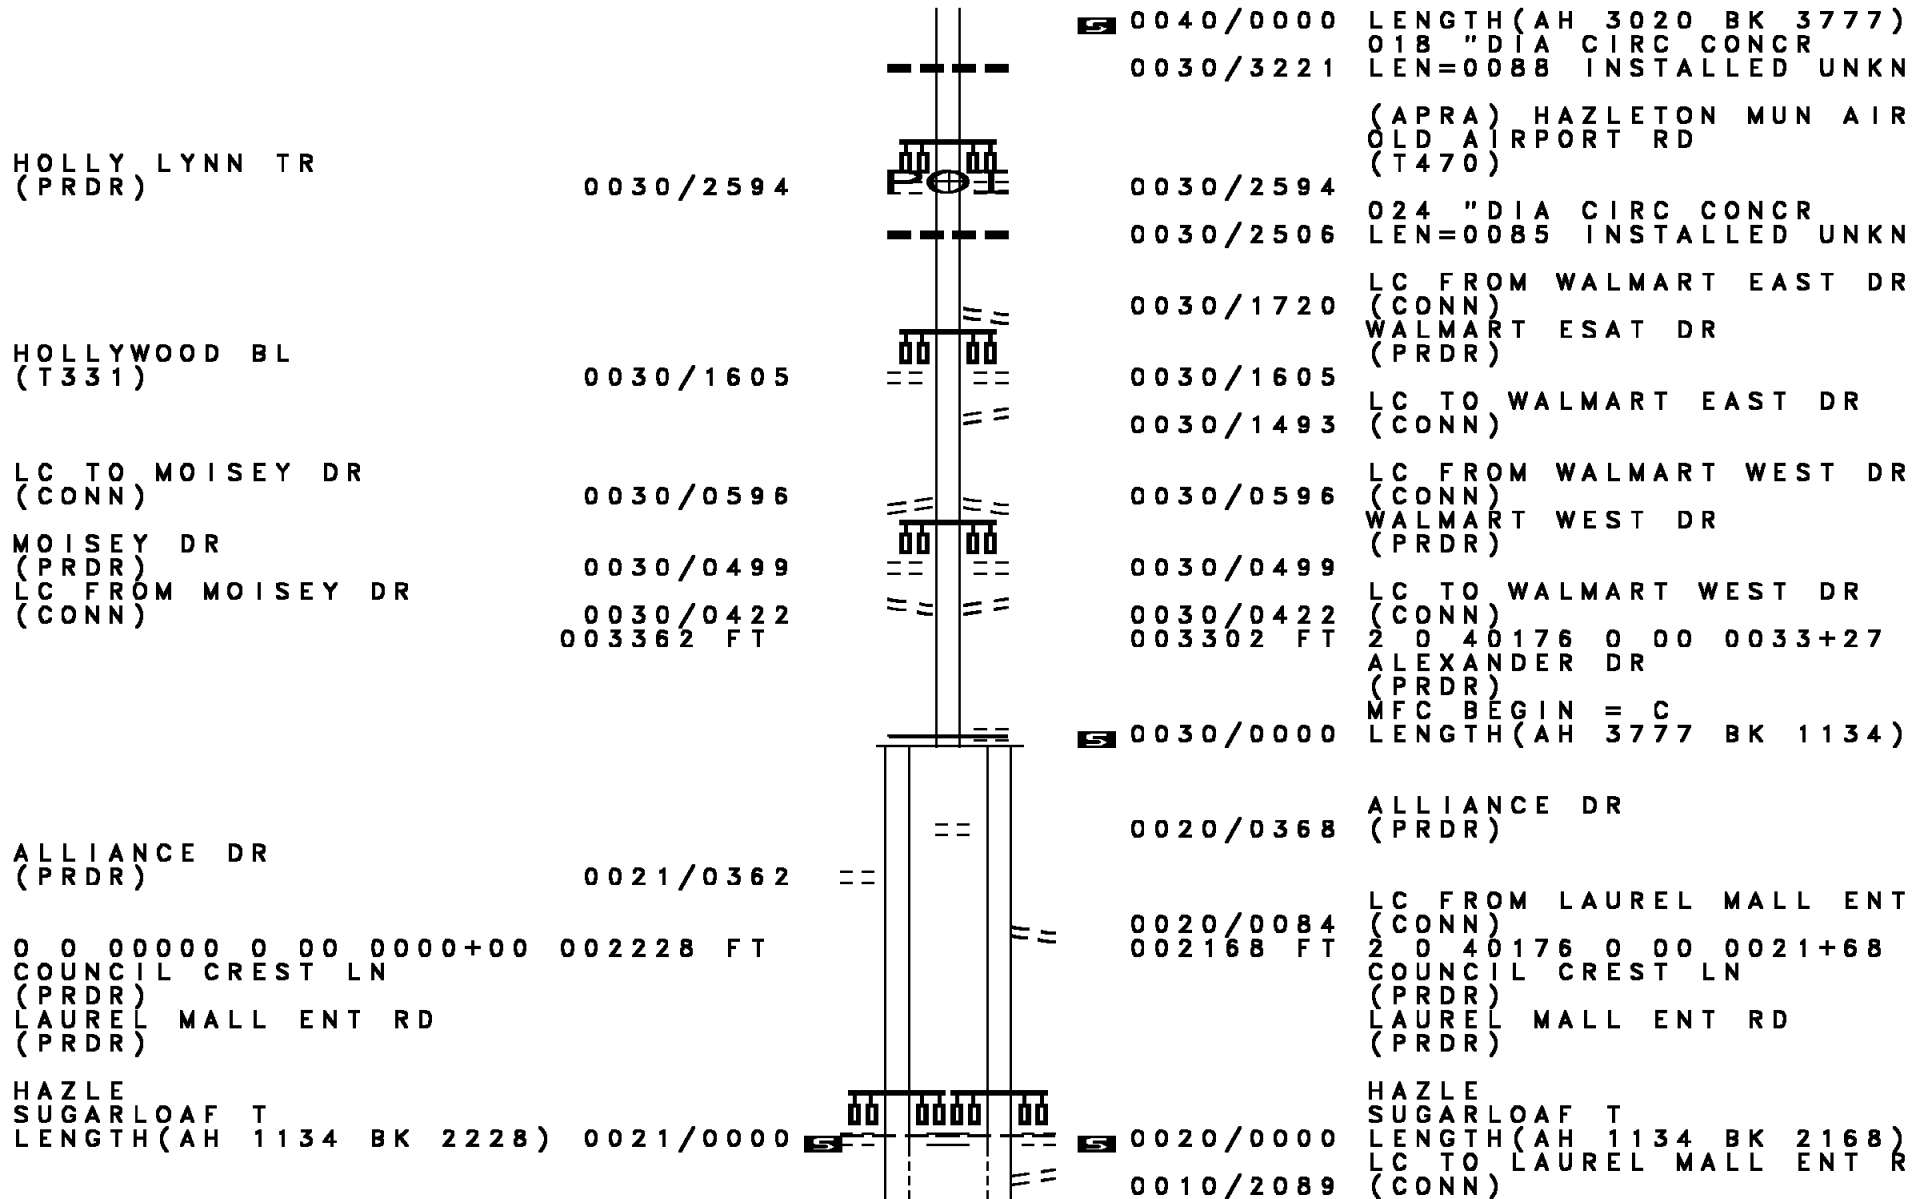 S 0040/0000 LENGTH(AH 3020 BK 3777)
018 "DIA CIRC CONCR
0030/3221 LEN=0088 INSTALLED UNKN
(APRA) HAZLETON MUN AIR
OLD AIRPORT RD
HOLLY LYNN TR
(T470)
(PRDR) 0030/2594 POT 0030/2594
024 "DIA CIRC CONCR
0030/2506 LEN=0085 INSTALLED UNKN
LC FROM WALMART EAST DR
0030/1720 (CONN)
WALMART ESAT DR
HOLLYWOOD BL
(PRDR)
(T331) 0030/1605 0030/1605
LC TO WALMART EAST DR
0030/1493 (CONN)
LC TO MOISEY DR LC FROM WALMART WEST DR
(CONN) 0030/0596 0030/0596 (CONN)
WALMART WEST DR
MOISEY DR (PRDR)
(PRDR) 0030/0499 0030/0499
LC FROM MOISEY DR LC TO WALMART WEST DR
(CONN) 0030/0422 0030/0422 (CONN)
003362 FT 003302 FT 2 0 40176 0 00 0033+27
ALEXANDER DR
(PRDR)
MFC BEGIN = C
S 0030/0000 LENGTH(AH 3777 BK 1134)
ALLIANCE DR
0020/0368 (PRDR)
ALLIANCE DR
(PRDR) 0021/0362
LC FROM LAUREL MALL ENT
0020/0084 (CONN)
0 0 00000 0 00 0000+00 002228 FT 002168 FT 2 0 40176 0 00 0021+68
COUNCIL CREST LN COUNCIL CREST LN
(PRDR) (PRDR)
LAUREL MALL ENT RD LAUREL MALL ENT RD
(PRDR) (PRDR)
HAZLE HAZLE
SUGARLOAF T SUGARLOAF T
LENGTH(AH 1134 BK 2228) 0021/0000 S S 0020/0000 LENGTH(AH 1134 BK 2168)
LC TO LAUREL MALL ENT R
0010/2089 (CONN)